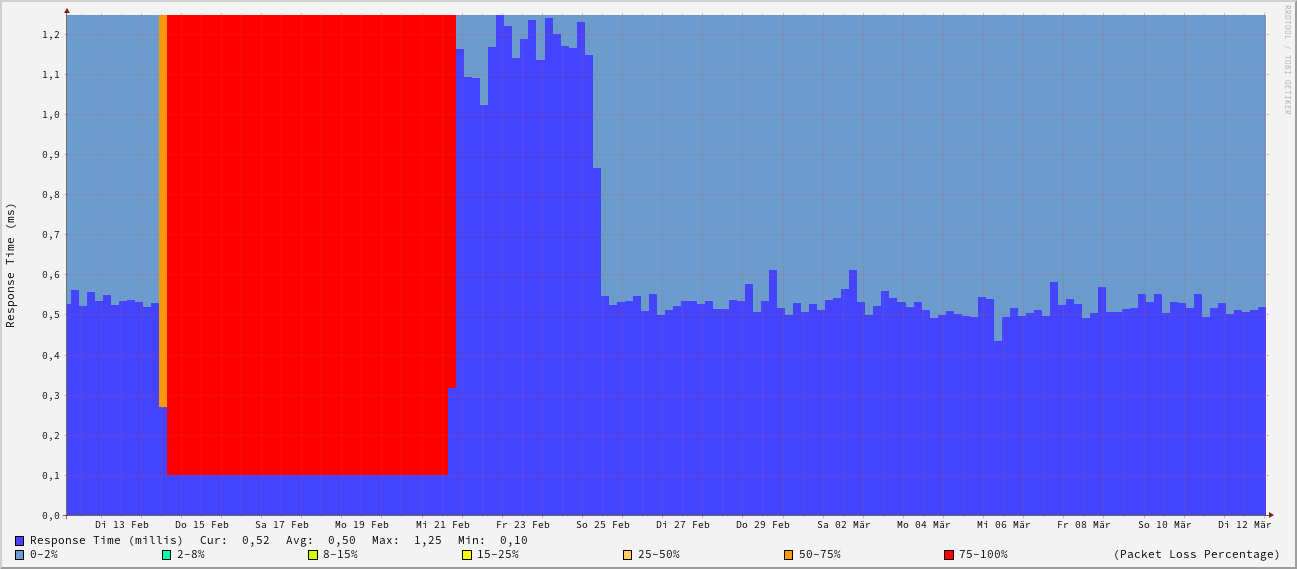 RRDTOOL / TOBI OETIKER
Response Time (ms)
1,2
1,1
1,0
0,9
0,8
0,7
0,6
0,5
0,4
0,3
0,2
0,1
0,0
Di 13 Feb Do 15 Feb Sa 17 Feb Mo 19 Feb Mi 21 Feb Fr 23 Feb So 25 Feb Di 27 Feb Do 29 Feb Sa 02 Mär Mo 04 Mär Mi 06 Mär Fr 08 Mär So 10 Mär Di 12 Mär
Response Time (millis) Cur: 0,52 Avg: 0,50 Max: 1,25 Min: 0,10
0-2% 2-8% 8-15% 15-25% 25-50% 50-75% 75-100% (Packet Loss Percentage)